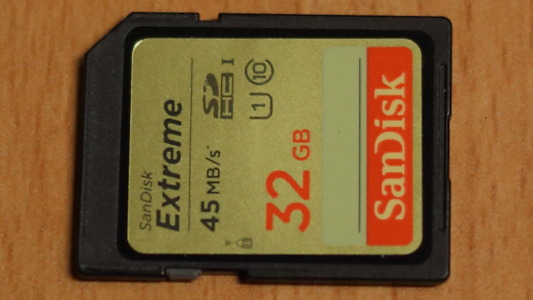 SanDisk
Extreme
45 MB/s*
SD HC I
U1 10
32 GB
SanDisk